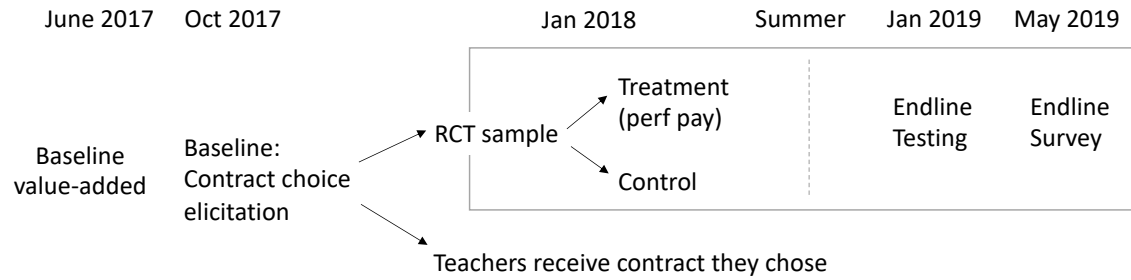 June 2017
Oct 2017
Jan 2018
Summer
Jan 2019
May 2019
Baseline
value-added
Baseline:
Contract choice
elicitation
RCT sample
Treatment
(perf pay)
Control
Endline
Testing
Endline
Survey
Teachers receive contract they chose